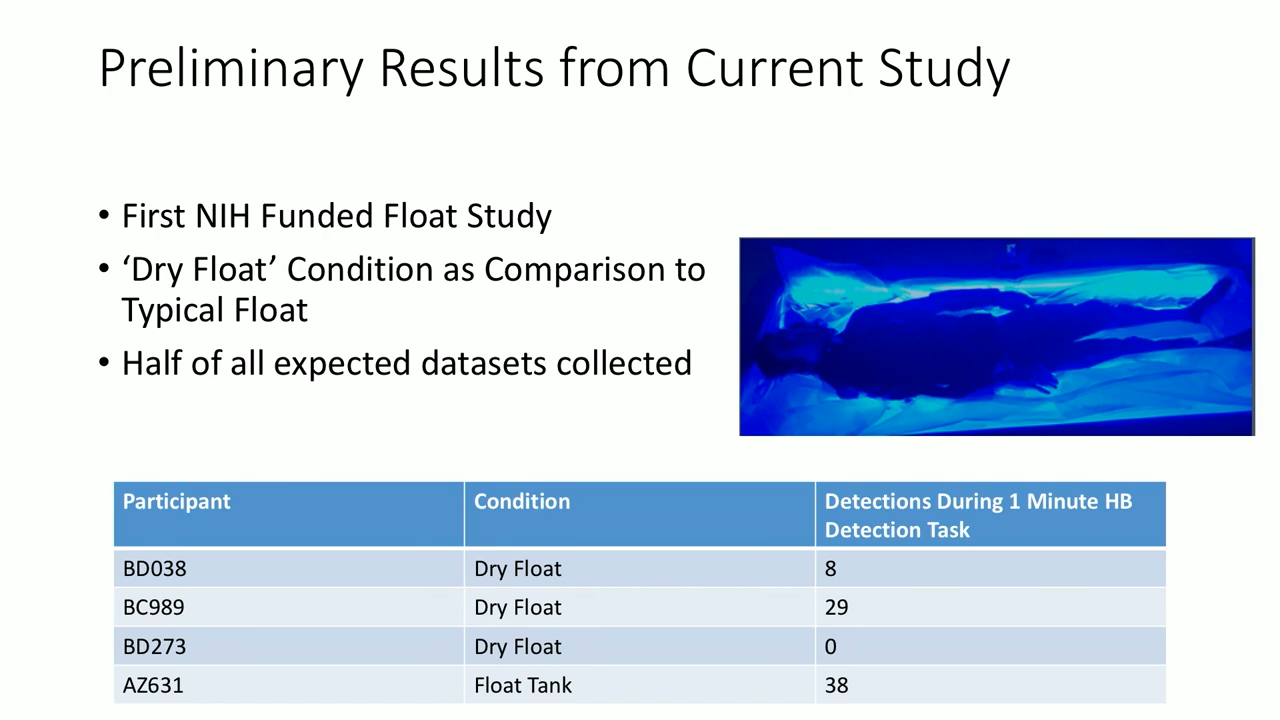 Preliminary Results from Current Study
• First NIH Funded Float Study
• ‘Dry Float’ Condition as Comparison to
Typical Float
• Half of all expected datasets collected
Participant Condition Detections During 1 Minute HB
Detection Task
BD038 Dry Float 8
BC989 Dry Float 29
BD273 Dry Float 0
AZ631 Float Tank 38